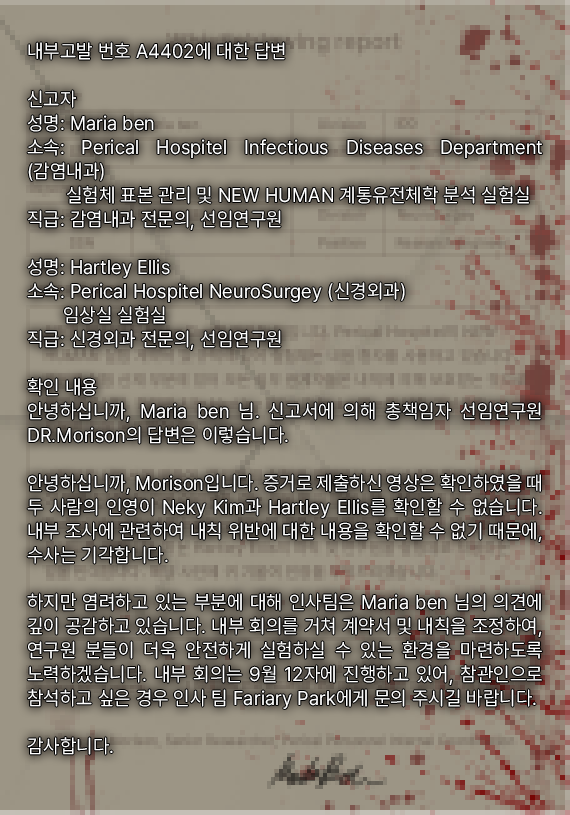 내부고발 번호 A4402에 대한 답변
신고자
성명: Maria ben
소속: Perical Hospitel Infectious Diseases Department
(감염내과)
실험체 표본 관리 및 NEW HUMAN 계통유전체학 분석 실험실
직급: 감염내과 전문의, 선임연구원
성명: Hartley Ellis
소속: Perical Hospitel NeuroSurgey (신경외과)
임상실 실험실
직급: 신경외과 전문의, 선임연구원
확인 내용
안녕하십니까, Maria ben 님. 신고서에 의해 총책임자 선임연구원
DR.Morison의 답변은 이렇습니다.
안녕하십니까, Morison입니다. 증거로 제출하신 영상은 확인하였을 때
두 사람의 인영이 Neky Kim과 Hartley Ellis를 확인할 수 없습니다.
내부 조사에 관련하여 내칙 위반에 대한 내용을 확인할 수 없기 때문에,
수사는 기각합니다.
하지만 염려하고 있는 부분에 대해 인사팀은 Maria ben 님의 의견에
깊이 공감하고 있습니다. 내부 회의를 거쳐 계약서 및 내칙을 조정하여,
연구원 분들이 더욱 안전하게 실험하실 수 있는 환경을 마련하도록
노력하겠습니다. 내부 회의는 9월 12자에 진행하고 있어, 참관인으로
참석하고 싶은 경우 인사 팀 Fariary Park에게 문의 주시길 바랍니다.
감사합니다.